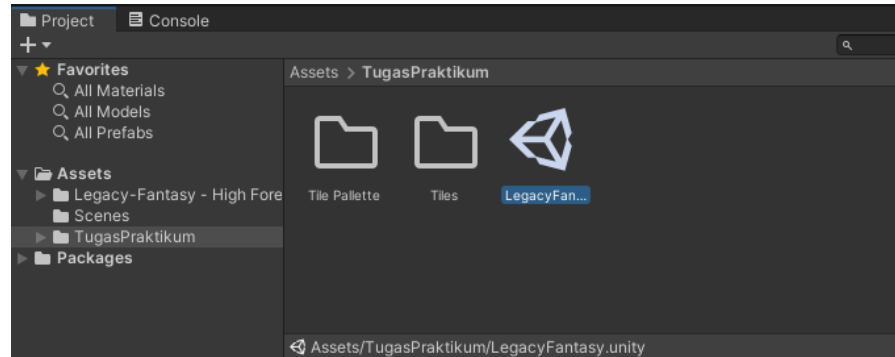 Project Console
Favorites
All Materials
All Models
All Prefabs
Assets
Legacy-Fantasy - High Fore
Scenes
TugasPraktikum
Packages
Assets > TugasPraktikum
Tile Pallette
Tiles
LegacyFan...
Assets/TugasPraktikum/LegacyFantasy.unity